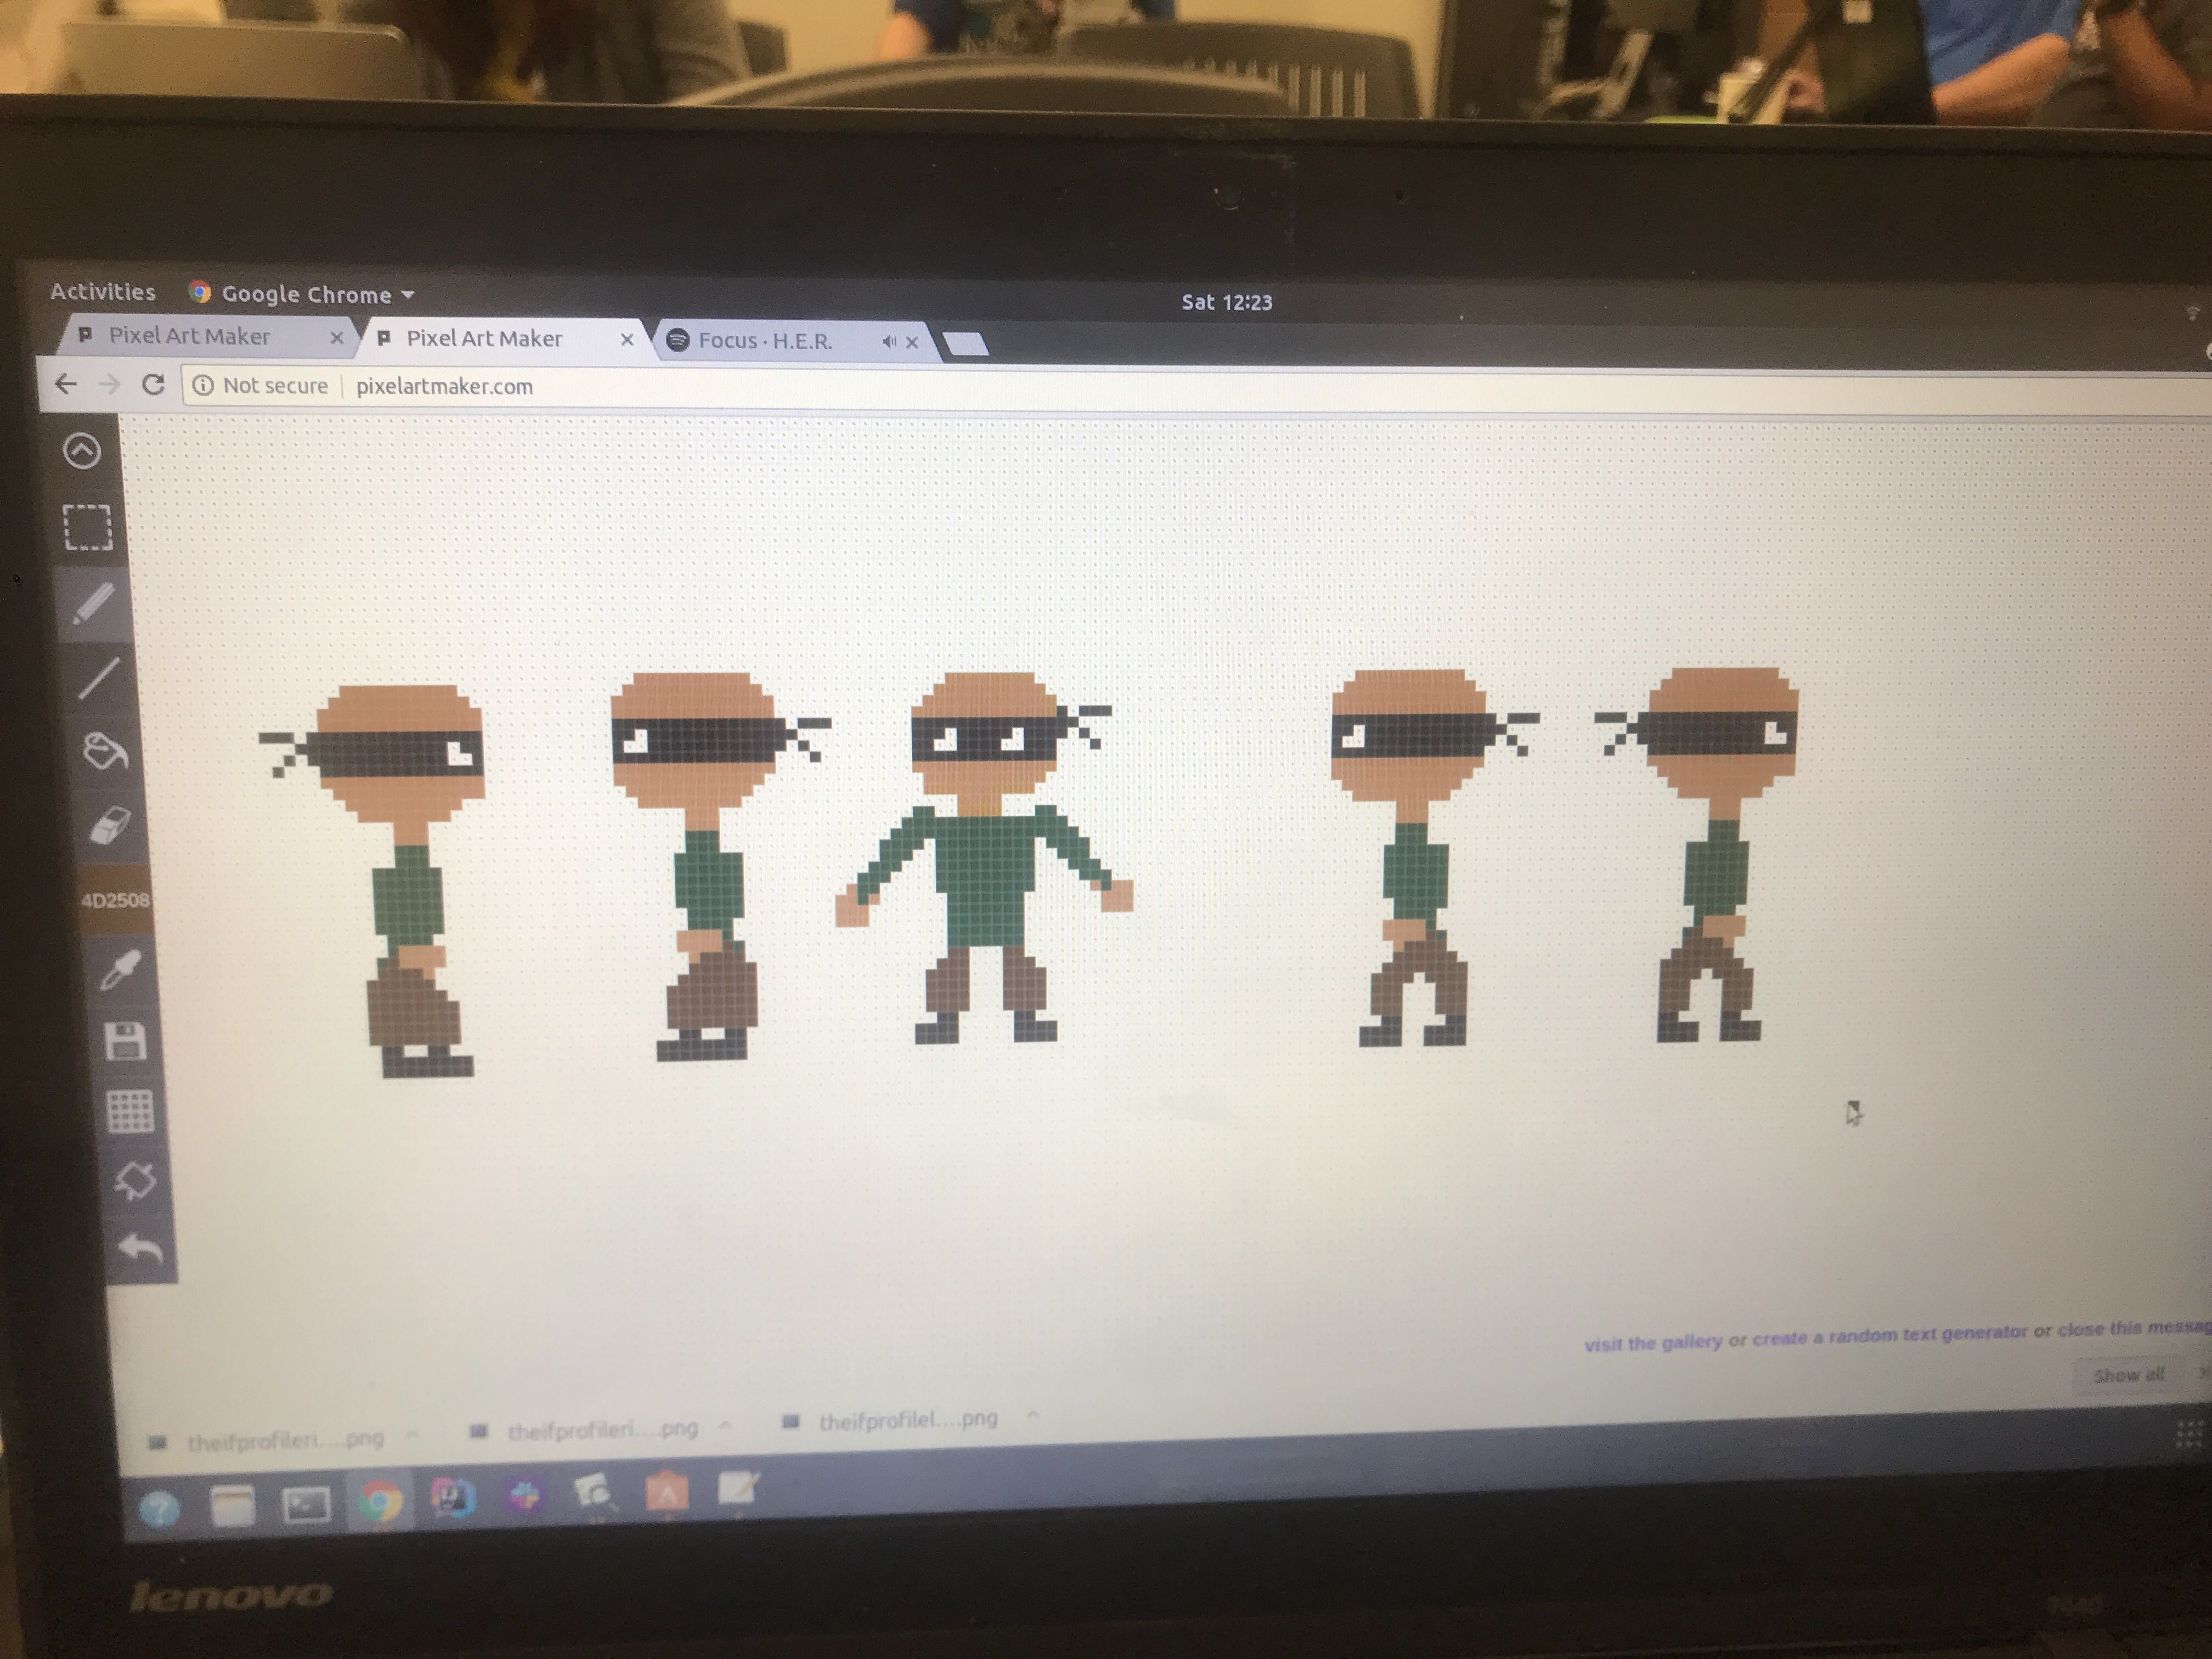 Activities Google Chrome Sat 12:23
Pixel Art Maker Pixel Art Maker Focus · H.E.R.
Not secure pixelartmaker.com
4D2508
visit the gallery or create a random text generator or close this messag
Show all
theifprofileri....png theifprofileri....png theifprofilel....png
lenovo